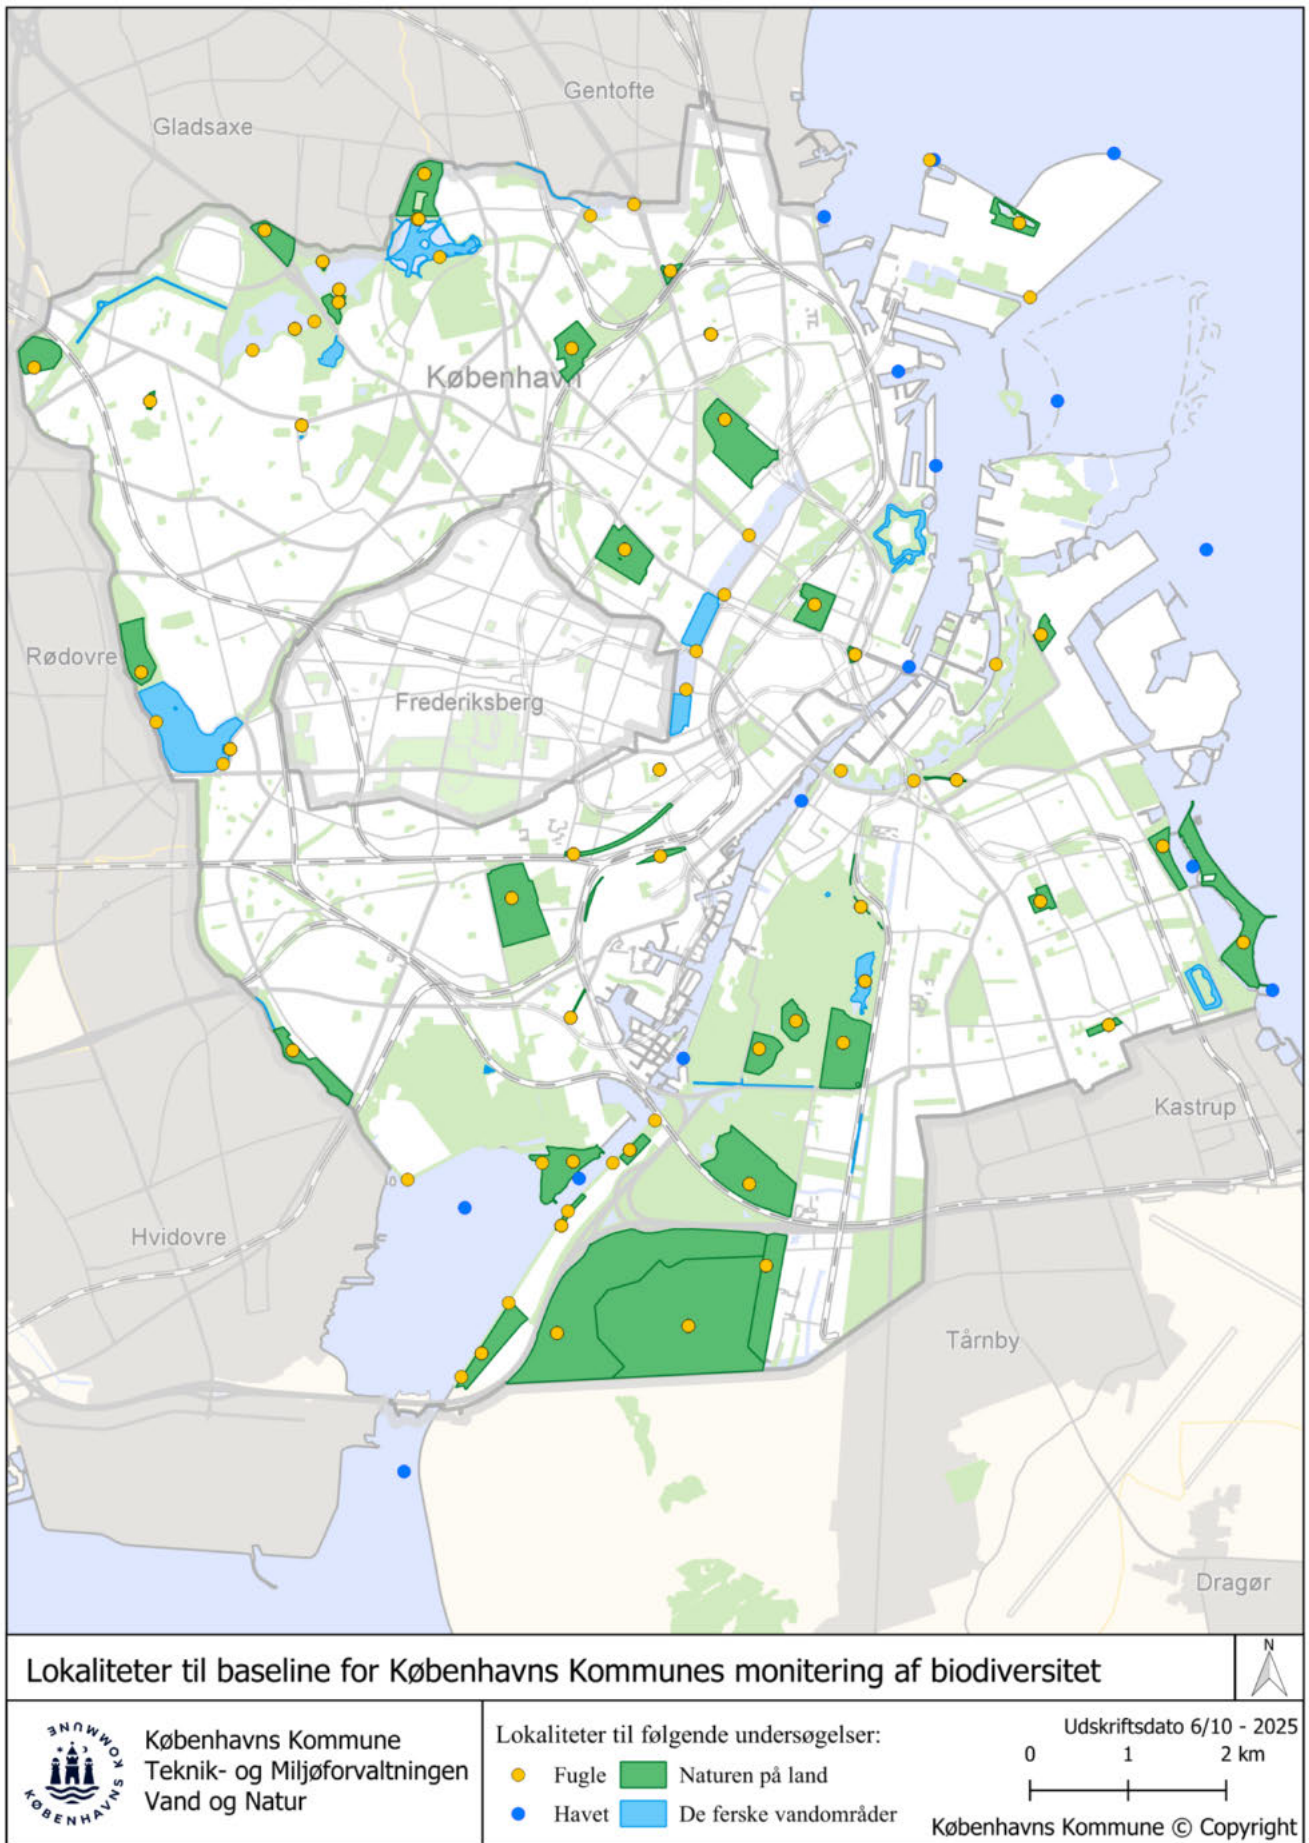 Gentofte
Gladsaxe
København
Rødovre
Frederiksberg
Kastrup
Hvidovre
Tårnby
Dragør
Lokaliteter til baseline for Københavns Kommunes monitering af biodiversitet
N
KØBENHAVNS KOMMUNE
Københavns Kommune
Teknik- og Miljøforvaltningen
Vand og Natur
Lokaliteter til følgende undersøgelser:
Fugle
Naturen på land
Havet
De ferske vandområder
Udskriftsdato 6/10 - 2025
0 1 2 km
Københavns Kommune © Copyright